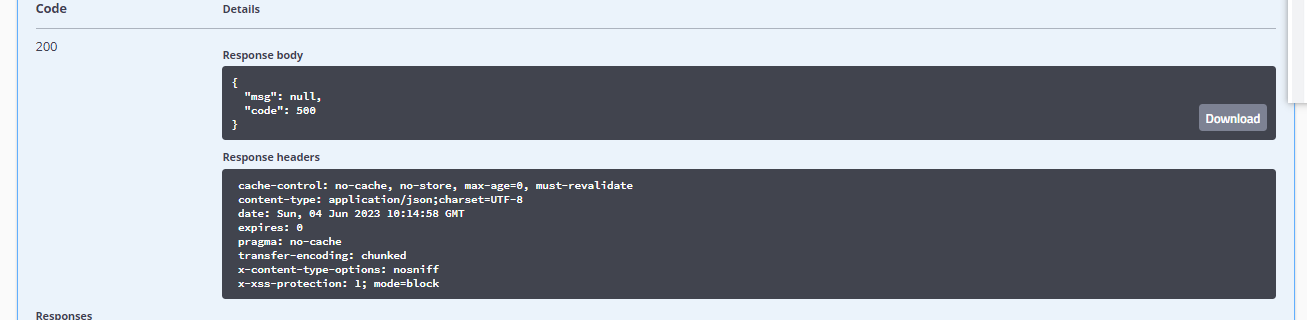 Code Details
200
Response body
{
  "msg": null,
  "code": 500
}
Download
Response headers
cache-control: no-cache, no-store, max-age=0, must-revalidate
content-type: application/json;charset=UTF-8
date: Sun, 04 Jun 2023 10:14:58 GMT
expires: 0
pragma: no-cache
transfer-encoding: chunked
x-content-type-options: nosniff
x-xss-protection: 1; mode=block
Responses